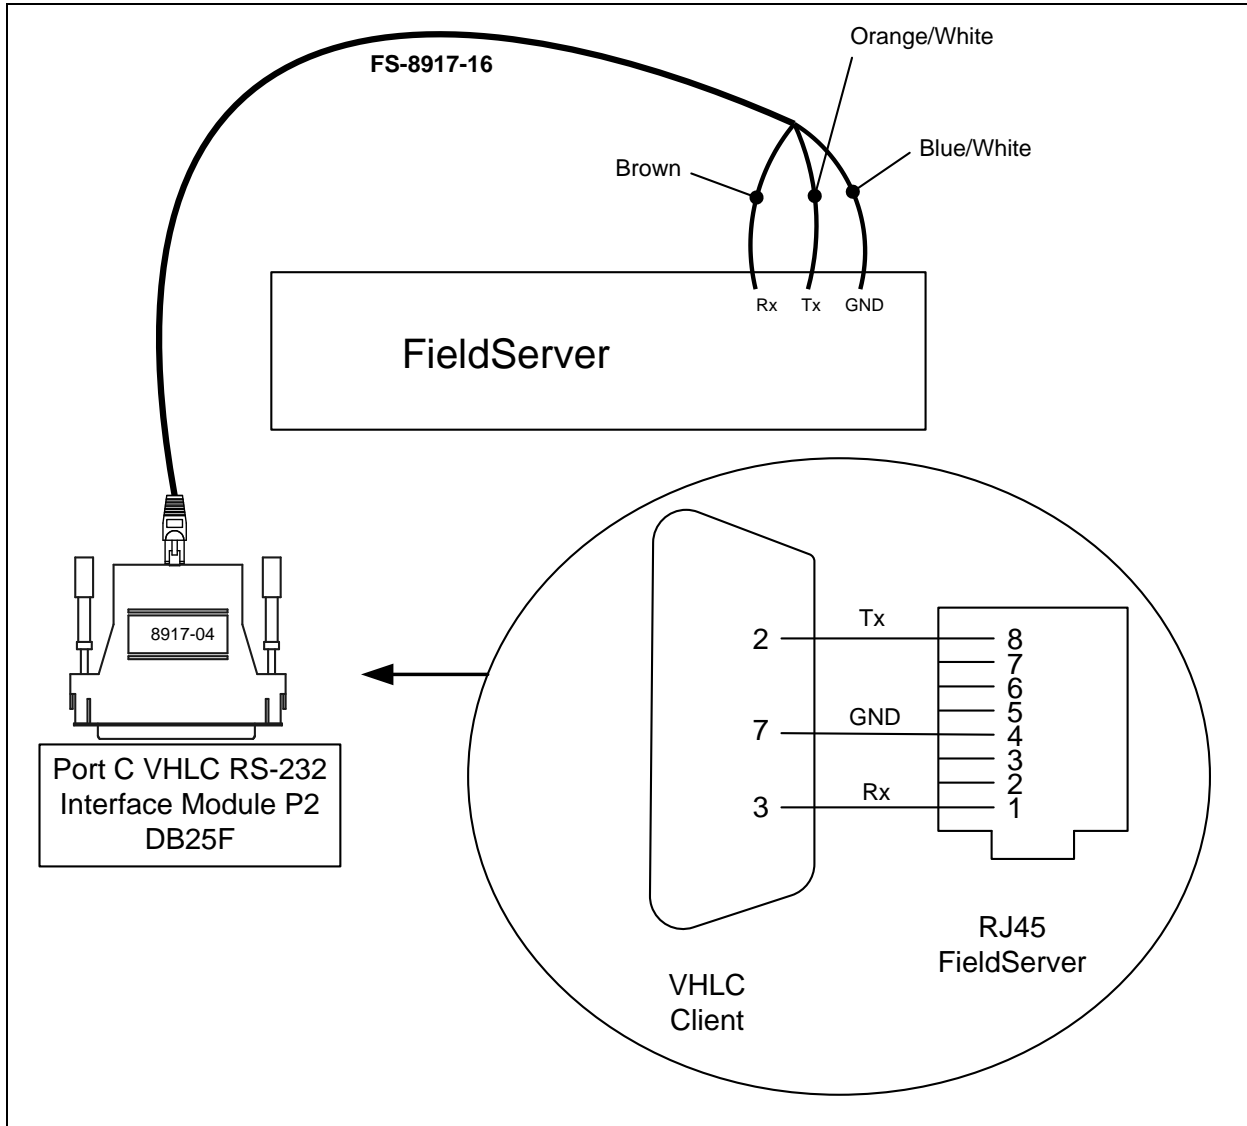 Orange/White
FS-8917-16
Blue/White
Brown
Rx Tx GND
FieldServer
8917-04
Port C VHLC RS-232
Interface Module P2
DB25F
2 Tx 8
7
6
5
7 GND 4
3
2
3 Rx 1
RJ45
FieldServer
VHLC
Client